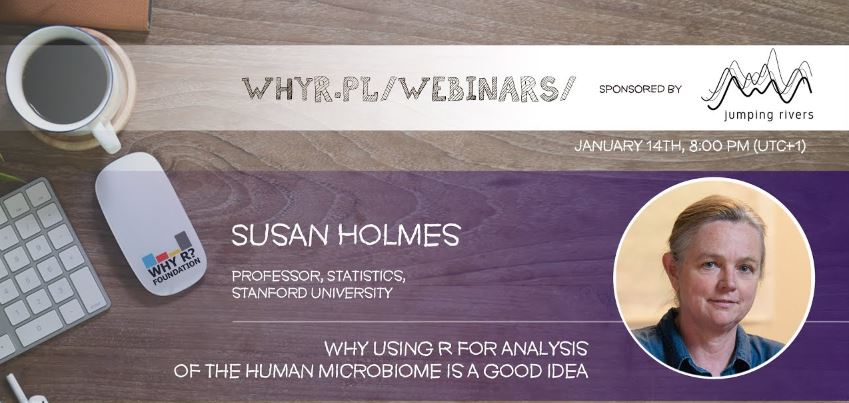 WHYR.PL/WEBINARS/
SPONSORED BY
jumping rivers
JANUARY 14TH, 8:00 PM (UTC+1)
WHY R?
FOUNDATION
SUSAN HOLMES
PROFESSOR, STATISTICS,
STANFORD UNIVERSITY
WHY USING R FOR ANALYSIS
OF THE HUMAN MICROBIOME IS A GOOD IDEA